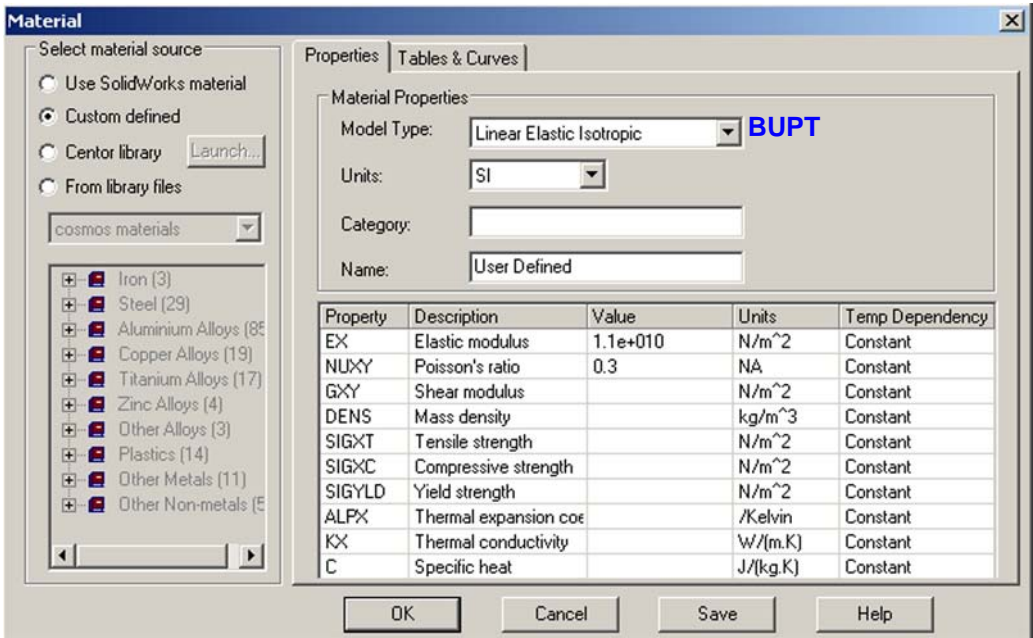 Material
Select material source
Use SolidWorks material
Custom defined
Centor library Launch...
From library files
cosmos materials
Iron (3)
Steel (29)
Aluminium Alloys (85
Copper Alloys (19)
Titanium Alloys (17)
Zinc Alloys (4)
Other Alloys (3)
Plastics (14)
Other Metals (11)
Other Non-metals (5
Properties Tables & Curves
Material Properties
Model Type: Linear Elastic Isotropic BUPT
Units: SI
Category:
Name: User Defined
Property Description Value Units Temp Dependency
EX Elastic modulus 1.1e+010 N/m^2 Constant
NUXY Poisson's ratio 0.3 NA Constant
GXY Shear modulus N/m^2 Constant
DENS Mass density kg/m^3 Constant
SIGXT Tensile strength N/m^2 Constant
SIGXC Compressive strength N/m^2 Constant
SIGYLD Yield strength N/m^2 Constant
ALPX Thermal expansion coe /Kelvin Constant
KX Thermal conductivity W/(m.K) Constant
C Specific heat J/(kg.K) Constant
OK Cancel Save Help